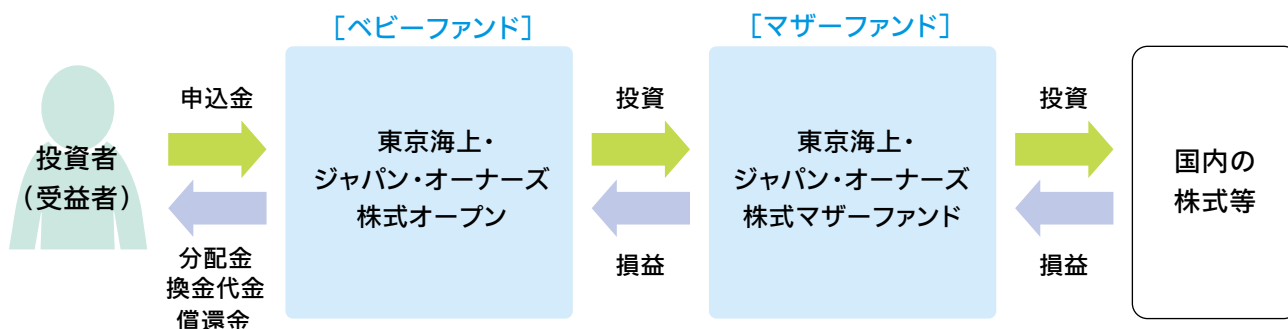 ［ベビーファンド］
［マザーファンド］
投資者
（受益者）
申込金
分配金
換金代金
償還金
東京海上・
ジャパン・オーナーズ
株式オープン
投資
損益
東京海上・
ジャパン・オーナーズ
株式マザーファンド
投資
損益
国内の
株式等